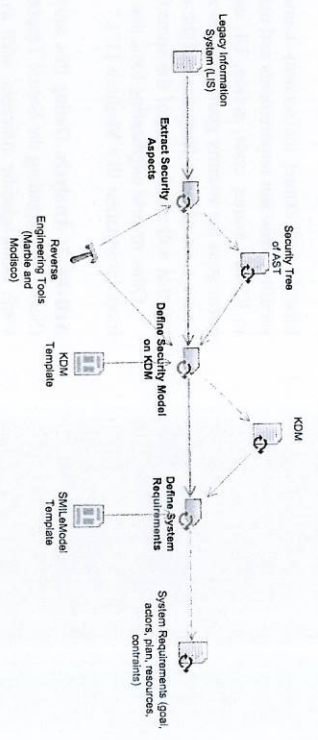 Legacy Information
System (LIS)
Extract Security
Aspects
Security Tree
of AST
Reverse
Engineering Tools
(Marble and
Modisco)
Define Security Model
on KDM
KDM
Template
KDM
Define System
Requirements
SMILeModel
Template
System Requirements (goal,
actors, plan, resources,
contraints)